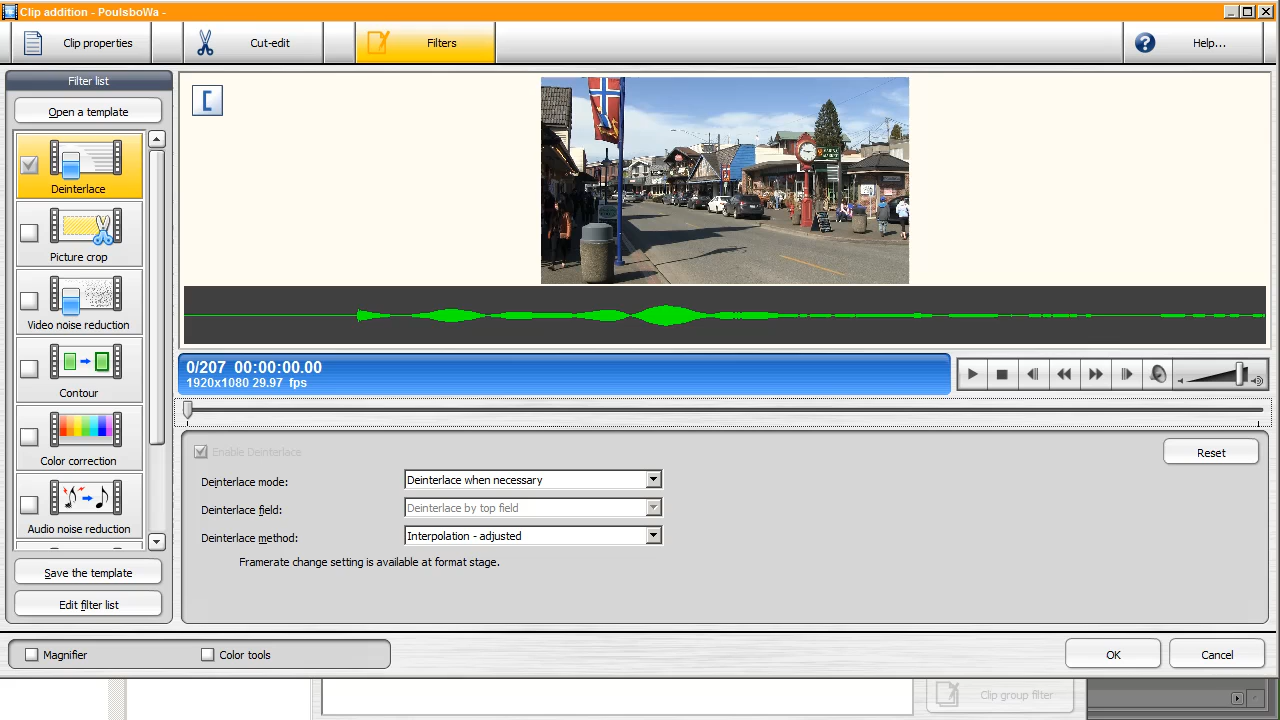 Clip addition - PoulsboWa -
Clip properties
Cut-edit
Filters
Help...
Filter list
Open a template
Deinterlace
Picture crop
Video noise reduction
Contour
Color correction
Audio noise reduction
Save the template
Edit filter list
0/207 00:00:00.00
1920x1080 29.97 fps
Enable Deinterlace
Reset
Deinterlace mode:
Deinterlace when necessary
Deinterlace field:
Deinterlace by top field
Deinterlace method:
Interpolation - adjusted
Framerate change setting is available at format stage.
Magnifier
Color tools
OK
Cancel
Clip group filter